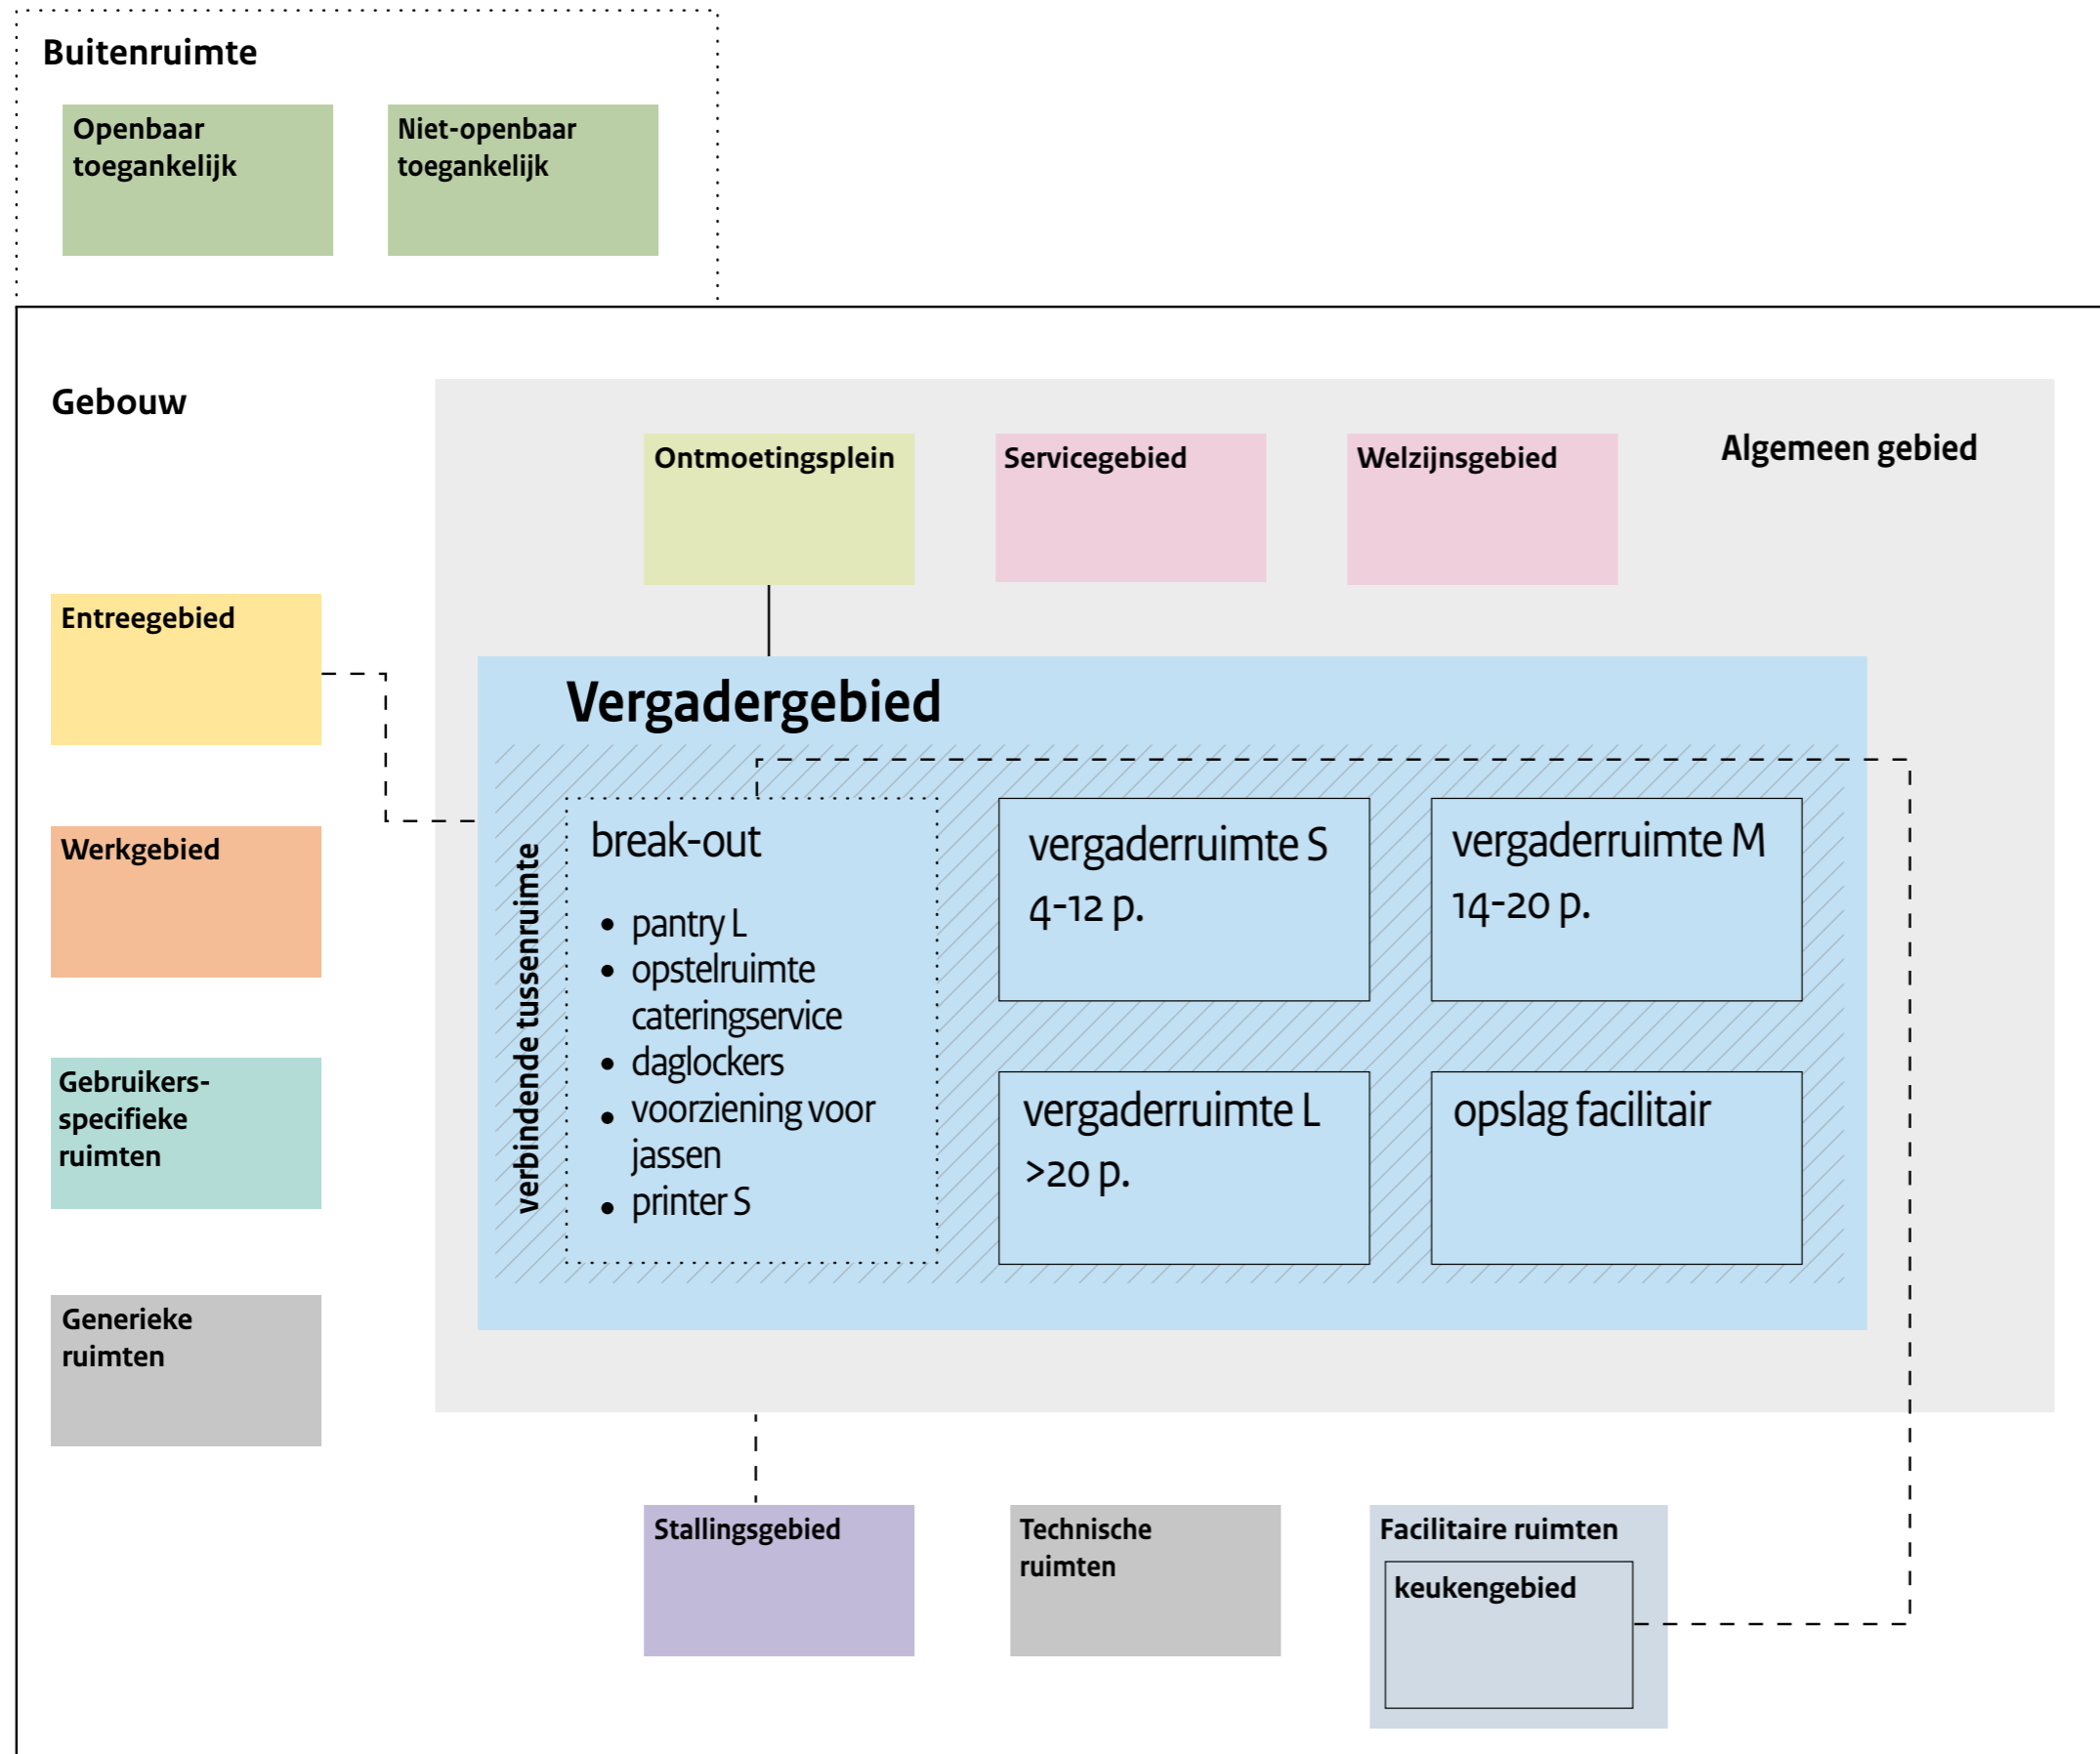 Buitenruimte
Openbaar
toegankelijk
Niet-openbaar
toegankelijk
Gebouw
Algemeen gebied
Ontmoetingsplein
Servicegebied
Welzijnsgebied
Entreegebied
Werkgebied
Gebruikers-
specifieke
ruimten
Generieke
ruimten
Vergadergebied
verbindende tussenruimte
break-out
• pantry L
• opstelruimte
cateringservice
• daglockers
• voorziening voor
jassen
• printer S
vergaderruimte S
4-12 p.
vergaderruimte M
14-20 p.
vergaderruimte L
>20 p.
opslag facilitair
Stallingsgebied
Technische
ruimten
Facilitaire ruimten
keukengebied